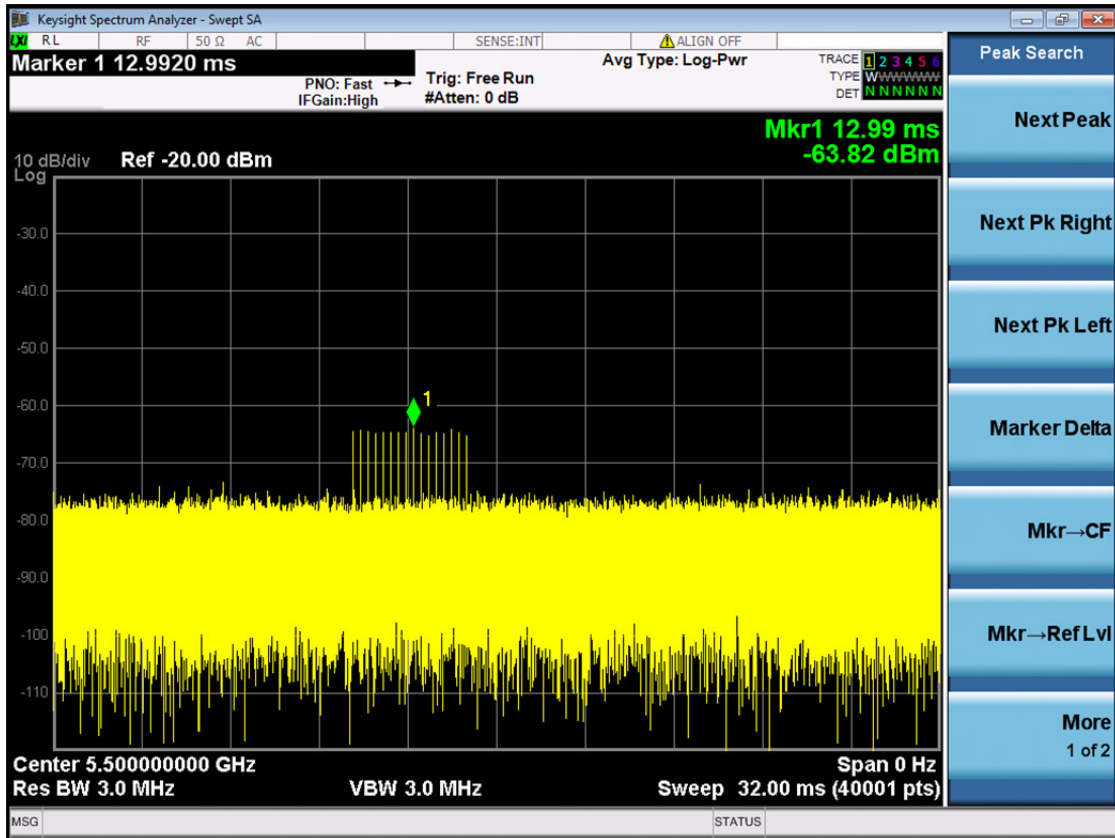 Keysight Spectrum Analyzer - Swept SA
LXI RL RF 50 Ω AC SENSE:INT ALIGN OFF
Marker 1 12.9920 ms
PNO: Fast
IFGain:High
Trig: Free Run
#Atten: 0 dB
Avg Type: Log-Pwr
TRACE 1 2 3 4 5 6
TYPE WWWWWW
DET N N N N N N
Mkr1 12.99 ms
-63.82 dBm
10 dB/div Ref -20.00 dBm
Log
-30.0
-40.0
-50.0
-60.0
-70.0
-80.0
-90.0
-100
-110
1
Center 5.500000000 GHz Span 0 Hz
Res BW 3.0 MHz VBW 3.0 MHz Sweep 32.00 ms (40001 pts)
MSG STATUS
Peak Search
Next Peak
Next Pk Right
Next Pk Left
Marker Delta
Mkr→CF
Mkr→Ref Lvl
More
1 of 2